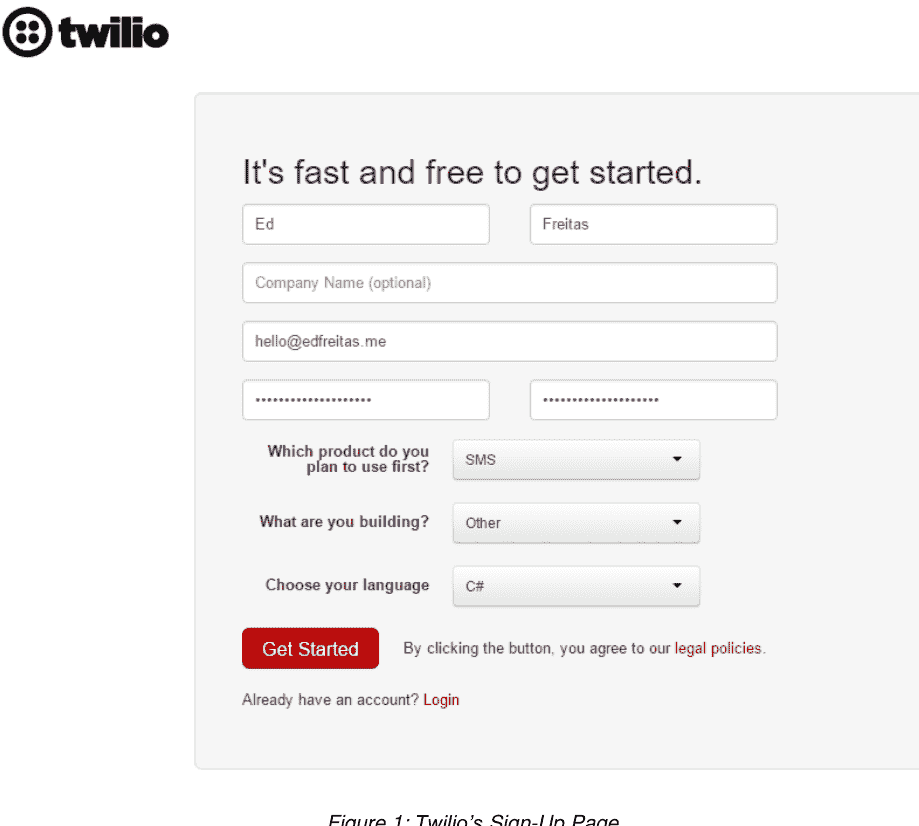 twilio
It's fast and free to get started.
Ed Freitas
Company Name (optional)
hello@edfreitas.me
•••••••••••••••••••• ••••••••••••••••••••
Which product do you
plan to use first? SMS
What are you building? Other
Choose your language C#
Get Started By clicking the button, you agree to our legal policies.
Already have an account? Login
Figure 1: Twilio's Sign-Up Page